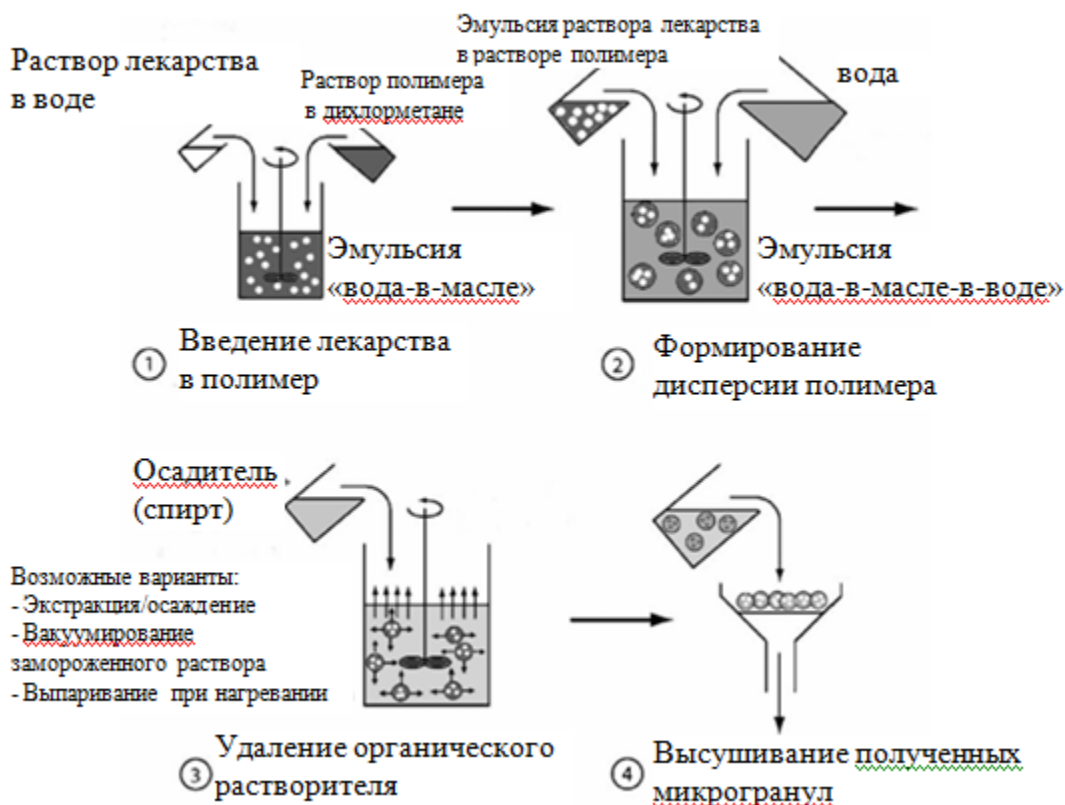 Раствор лекарства
в воде
Раствор полимера
в дихлорметане
Эмульсия
«вода-в-масле»
1
Введение лекарства
в полимер
Эмульсия раствора лекарства
в растворе полимера
вода
Эмульсия
«вода-в-масле-в-воде»
2
Формирование
дисперсии полимера
Осадитель
(спирт)
Возможные варианты:
- Экстракция/осаждение
- Вакуумирование
замороженного раствора
- Выпаривание при нагревании
3
Удаление органического
растворителя
4
Высушивание полученных
микрогранул